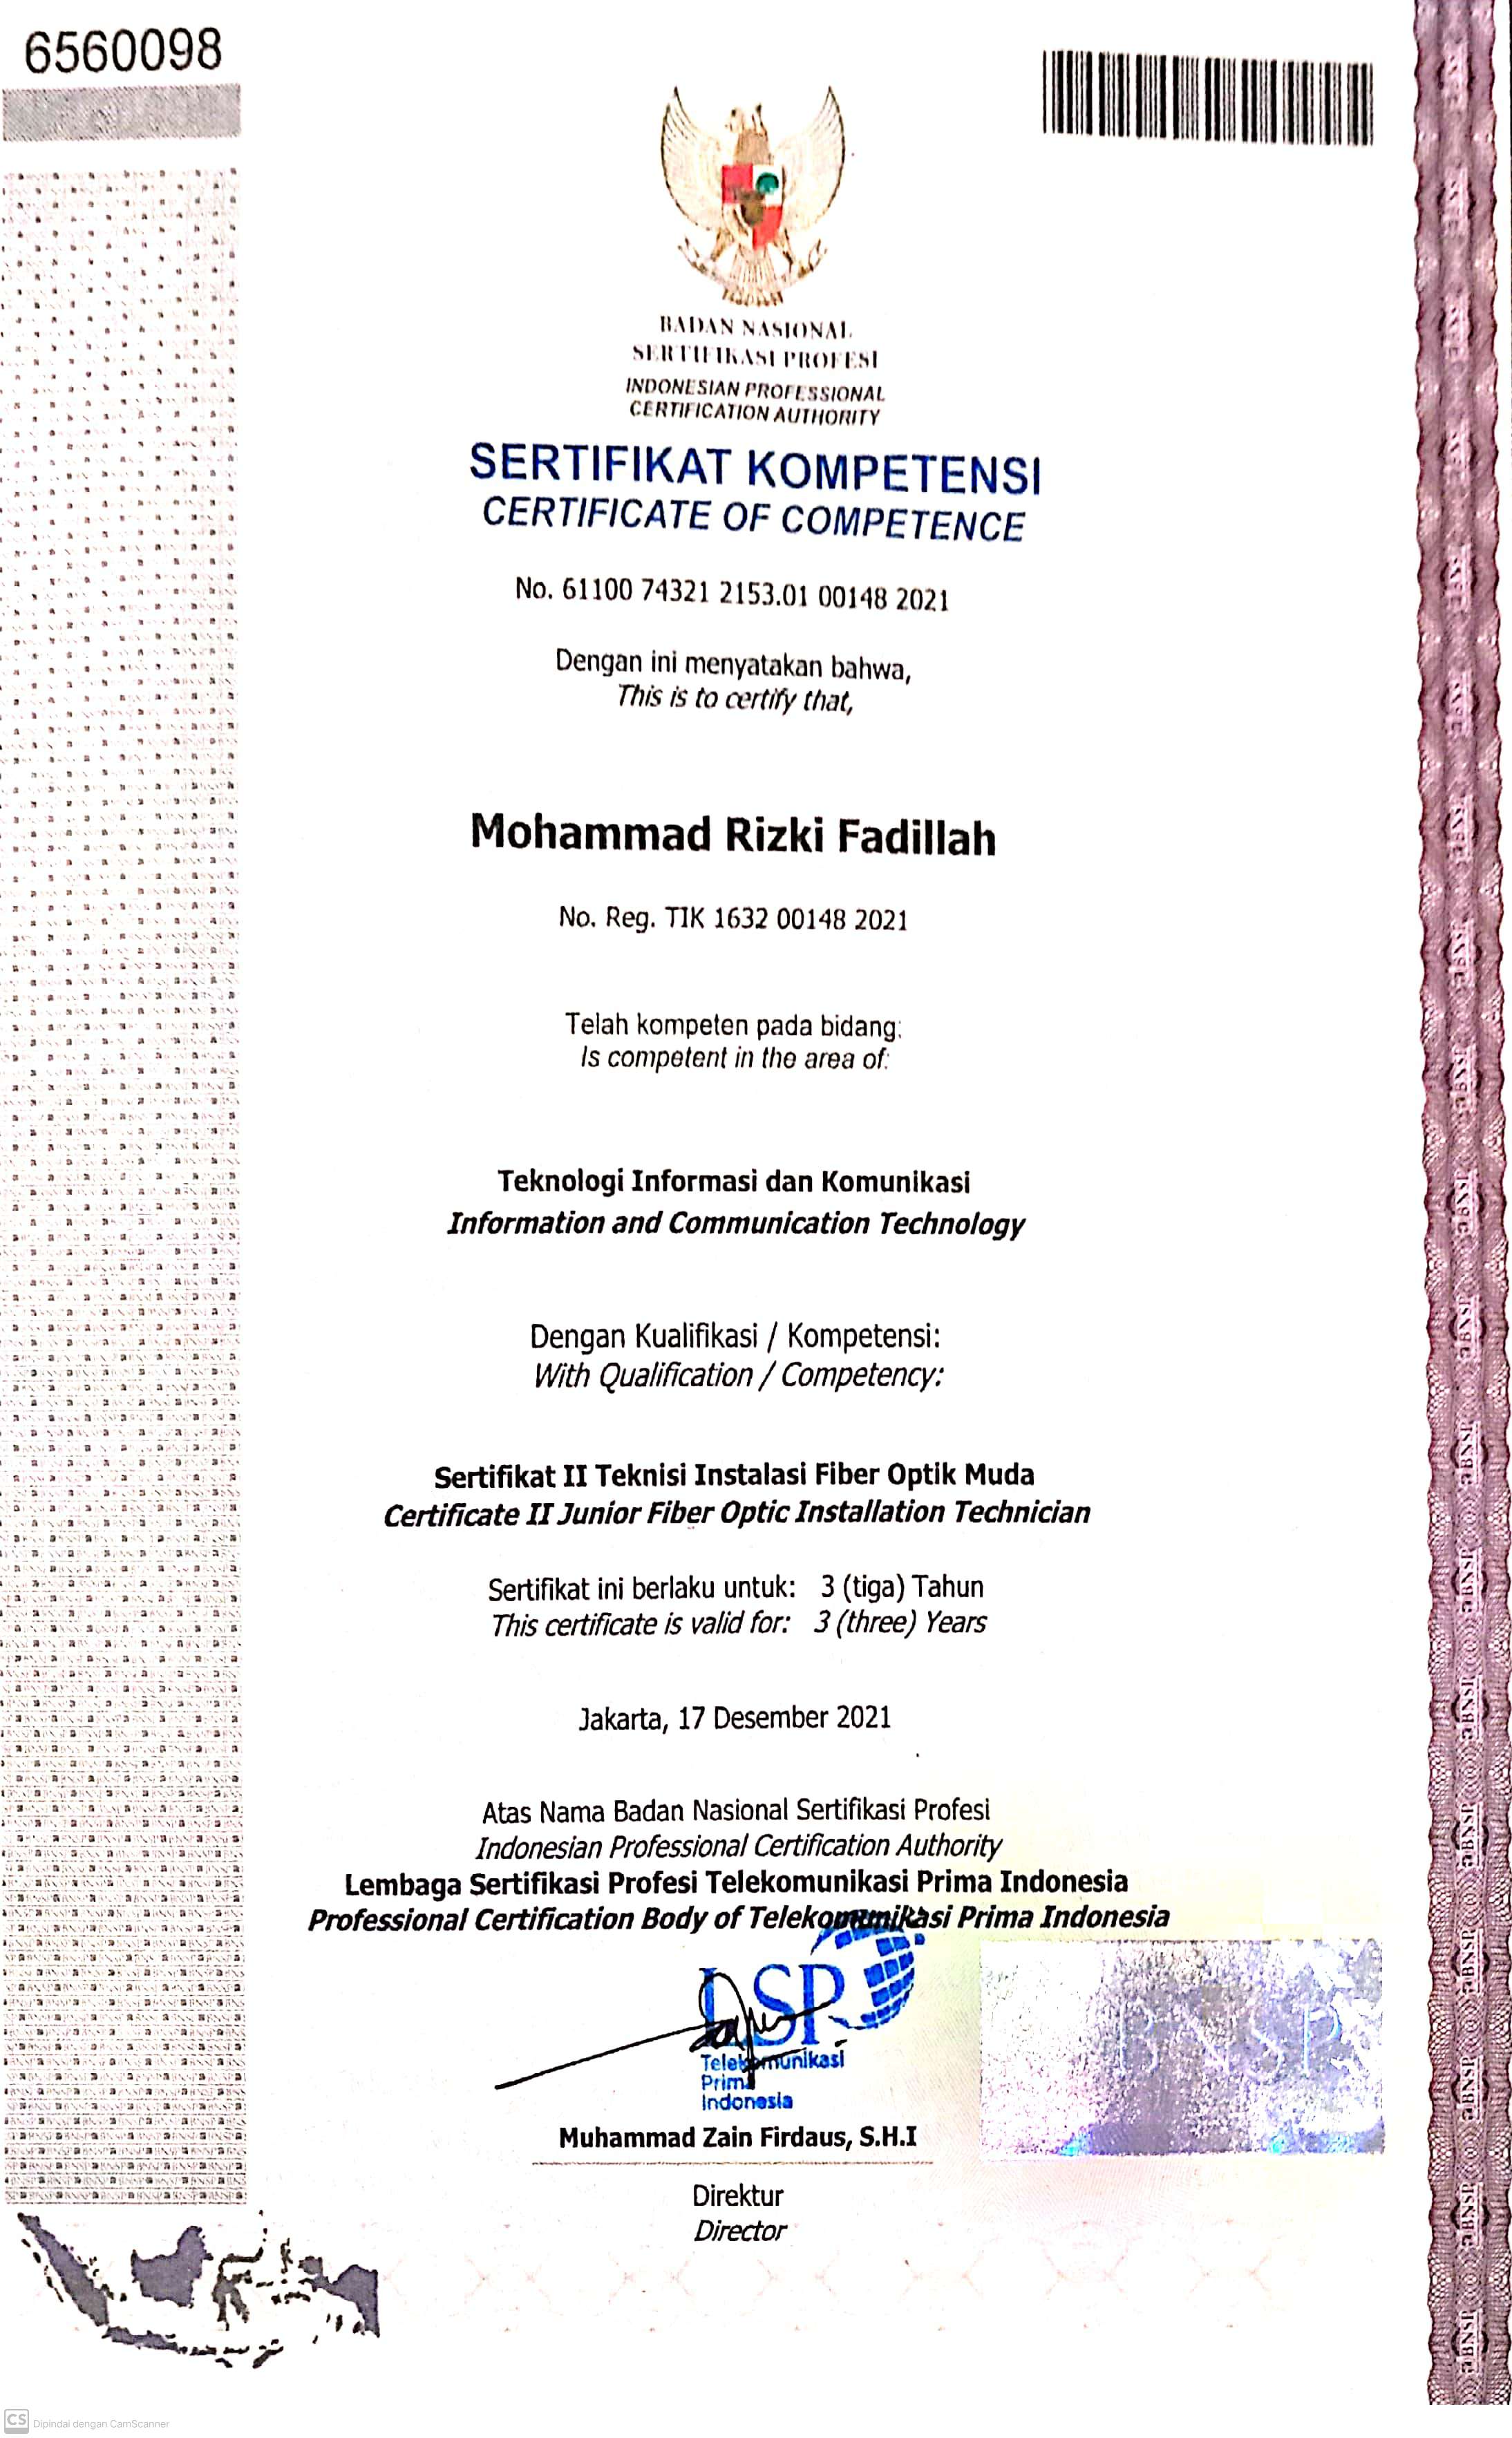 6560098
BADAN NASIONAL
SERTIFIKASI PROFESI
INDONESIAN PROFESSIONAL
CERTIFICATION AUTHORITY
SERTIFIKAT KOMPETENSI
CERTIFICATE OF COMPETENCE
No. 61100 74321 2153.01 00148 2021
Dengan ini menyatakan bahwa,
This is to certify that,
Mohammad Rizki Fadillah
No. Reg. TIK 1632 00148 2021
Telah kompeten pada bidang:
Is competent in the area of:
Teknologi Informasi dan Komunikasi
Information and Communication Technology
Dengan Kualifikasi / Kompetensi:
With Qualification / Competency:
Sertifikat II Teknisi Instalasi Fiber Optik Muda
Certificate II Junior Fiber Optic Installation Technician
Sertifikat ini berlaku untuk: 3 (tiga) Tahun
This certificate is valid for: 3 (three) Years
Jakarta, 17 Desember 2021
Atas Nama Badan Nasional Sertifikasi Profesi
Indonesian Professional Certification Authority
Lembaga Sertifikasi Profesi Telekomunikasi Prima Indonesia
Professional Certification Body of Telekomunikasi Prima Indonesia
LSP
Telekomunikasi
Prima
Indonesia
BNSP
Muhammad Zain Firdaus, S.H.I
Direktur
Director
CS Dipindai dengan CamScanner